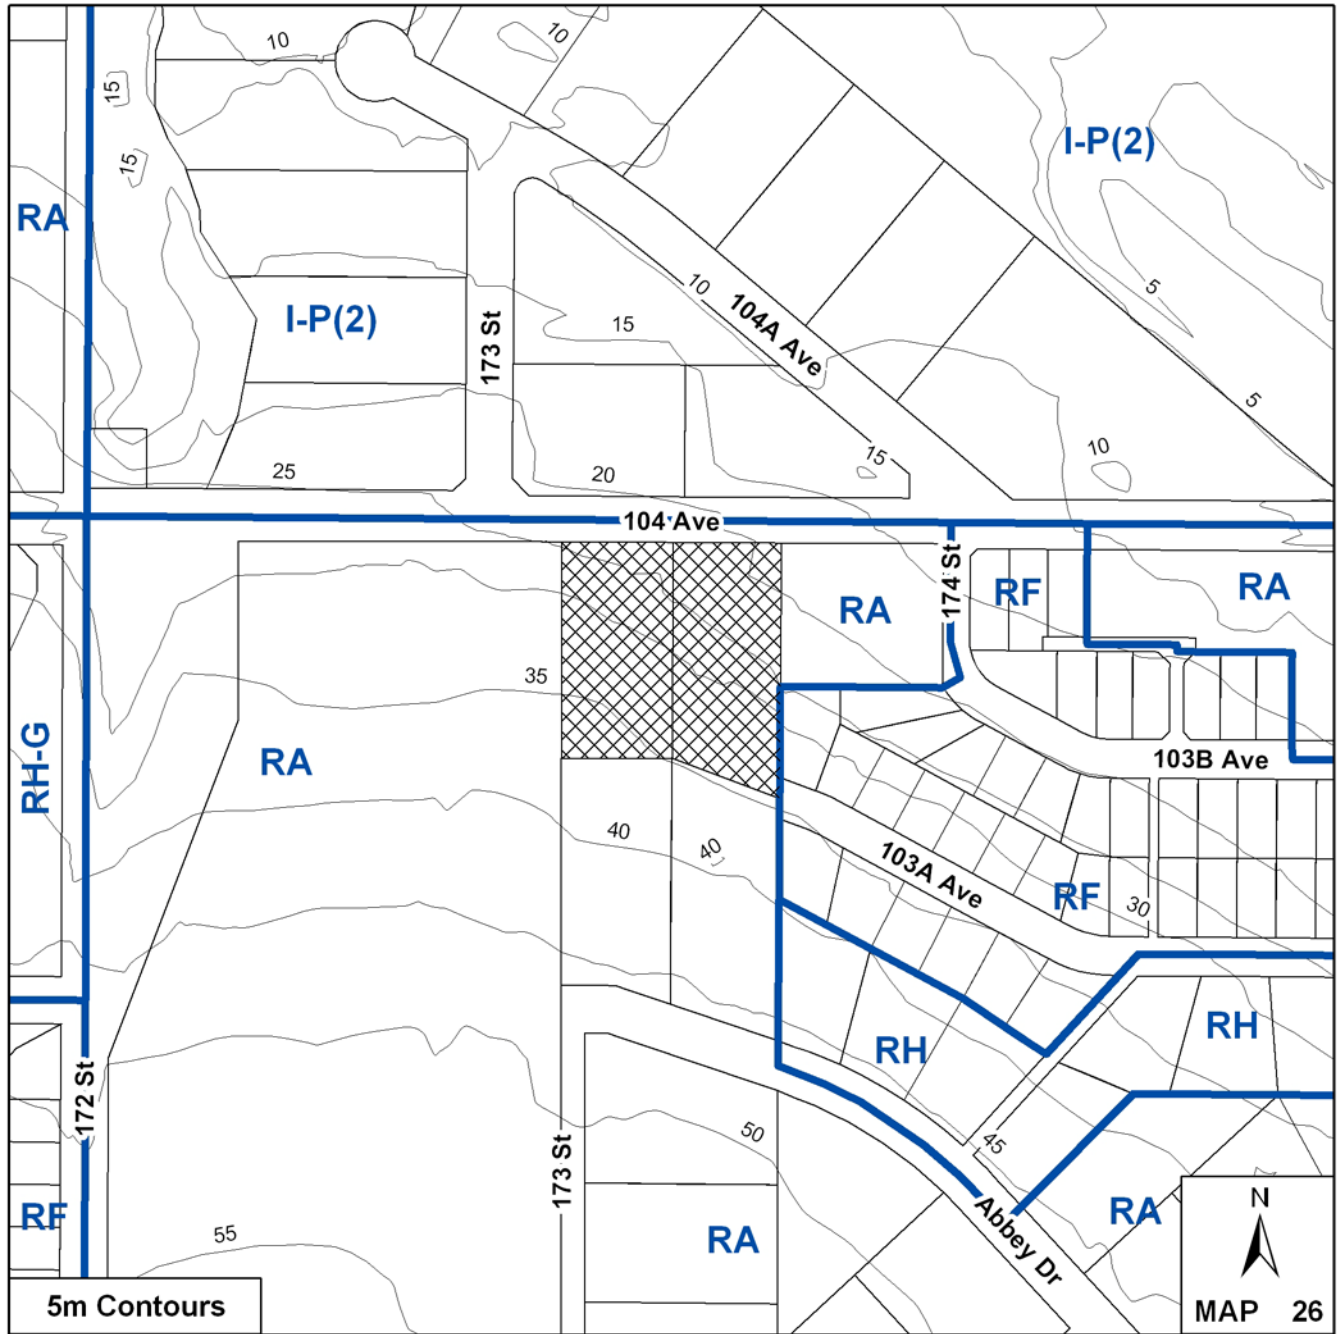 10
10
15
I-P(2)
15
RA
5
10
I-P(2)
15
104A Ave
173 St
5
10
15
25
20
104 Ave
174 St
RF
RA
RA
35
RH-G
RA
103B Ave
40
40
103A Ave
RF
30
RH
RH
172 St
50
45
173 St
RF
RA
Abbey Dr
RA
N
55
5m Contours
MAP 26